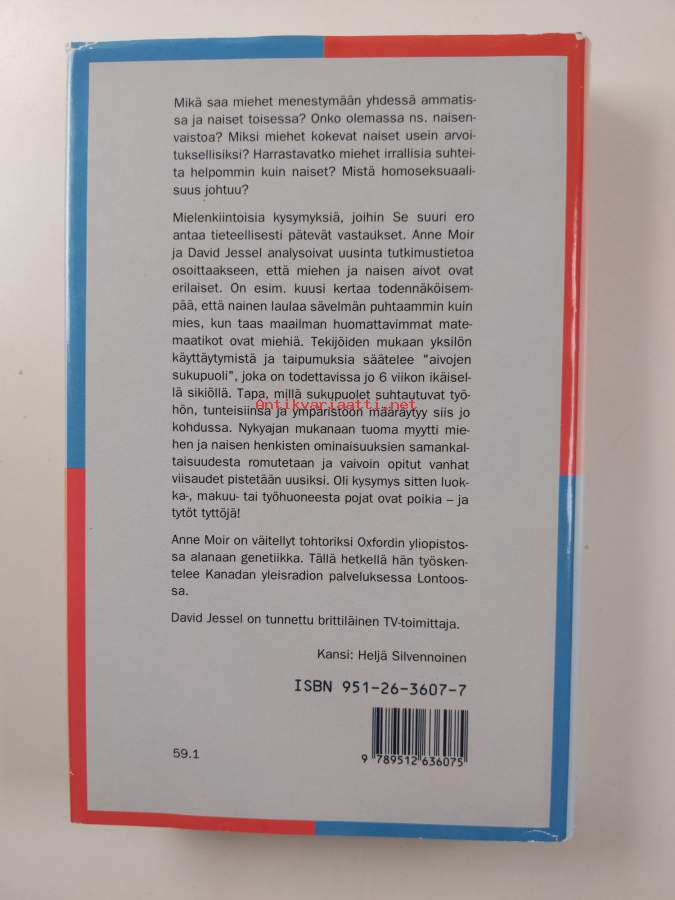 Mikä saa miehet menestymään yhdessä ammatis-
sa ja naiset toisessa? Onko olemassa ns. naisen-
vaistoa? Miksi miehet kokevat naiset usein arvoi-
tuksellisiksi? Harrastavatko miehet irrallisia suhtei-
ta helpommin kuin naiset? Mistä homoseksuaali-
suus johtuu?
Mielenkiintoisia kysymyksiä, joihin Se suuri ero
antaa tieteellisesti pätevät vastaukset. Anne Moir
ja David Jessel analysoivat uusinta tutkimustietoa
osoittaakseen, että miehen ja naisen aivot ovat
erilaiset. On esim. kuusi kertaa todennäköisem-
pää, että nainen laulaa sävelmän puhtaammin kuin
mies, kun taas maailman huomattavimmat mate-
maatikot ovat miehiä. Tekijöiden mukaan yksilön
käyttäytymistä ja taipumuksia säätelee "aivojen
sukupuoli", joka on todettavissa jo 6 viikon ikäisel-
lä sikiöllä. Tapa, millä sukupuolet suhtautuvat työ-
Antikvariaatti.net
hön, tunteisiinsa ja ympäristöön määräytyy siis jo
kohdussa. Nykyajan mukanaan tuoma myytti mie-
hen ja naisen henkisten ominaisuuksien samankal-
taisuudesta romutetaan ja vaivoin opitut vanhat
viisaudet pistetään uusiksi. Oli kysymys sitten luok-
ka-, makuu- tai työhuoneesta pojat ovat poikia – ja
tytöt tyttöjä!
Anne Moir on väitellyt tohtoriksi Oxfordin yliopistos-
sa alanaan genetiikka. Tällä hetkellä hän työsken-
telee Kanadan yleisradion palveluksessa Lontoos-
sa.
David Jessel on tunnettu brittiläinen TV-toimittaja.
Kansi: Heljä Silvennoinen
ISBN 951-26-3607-7
59.1
9 789512 636075